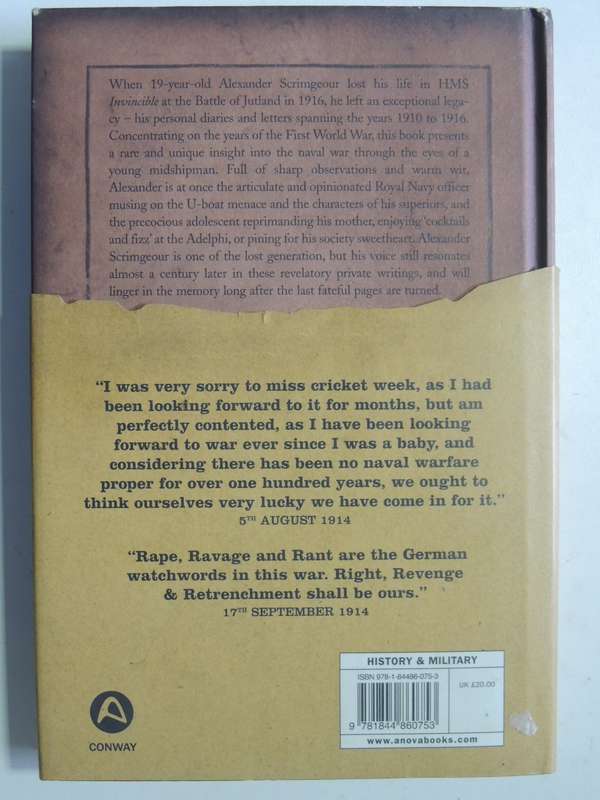 When 19-year-old Alexander Scrimgeour lost his life in HMS
Invincible at the Battle of Jutland in 1916, he left an exceptional lega-
cy – his personal diaries and letters spanning the years 1910 to 1916.
Concentrating on the years of the First World War, this book presents
a rare and unique insight into the naval war through the eyes of a
young midshipman. Full of sharp observations and warm wit,
Alexander is at once the articulate and opinionated Royal Navy officer
musing on the U-boat menace and the characters of his superiors, and
the precocious adolescent reprimanding his mother, enjoying 'cocktails
and fizz' at the Adelphi, or pining for his society sweetheart. Alexander
Scrimgeour is one of the lost generation, but his voice still resonates
almost a century later in these revelatory private writings, and will
linger in the memory long after the last fateful pages are turned.
“I was very sorry to miss cricket week, as I had
been looking forward to it for months, but am
perfectly contented, as I have been looking
forward to war ever since I was a baby, and
considering there has been no naval warfare
proper for over one hundred years, we ought to
think ourselves very lucky we have come in for it.”
5TH AUGUST 1914
“Rape, Ravage and Rant are the German
watchwords in this war. Right, Revenge
& Retrenchment shall be ours.”
17TH SEPTEMBER 1914
HISTORY & MILITARY
ISBN 978-1-84486-075-3
UK £20.00
9 781844 860753
www.anovabooks.com
CONWAY